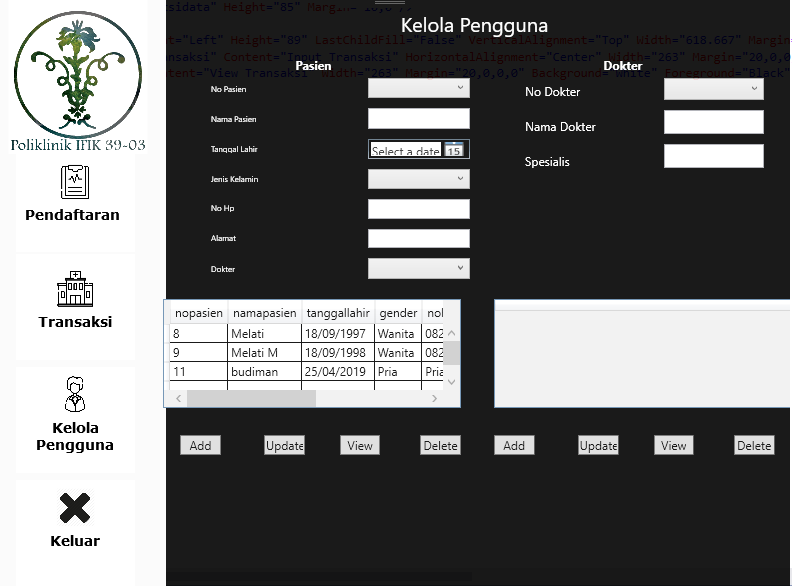 sidata" Height="85" Margin="10,0"/>
Kelola Pengguna
t="Left" Height="89" LastChildFill="False" VerticalAlignment="Top" Width="618.667" Margin
nsaksi" Content="Input Transaksi" HorizontalAlignment="Center" Width="263" Margin="20,0,0
tent="View Transaksi" Width="263" Margin="20,0,0,0" Background="White" Foreground="Black"
Poliklinik IFIK 39-03
Pendaftaran
Transaksi
Kelola
Pengguna
Keluar
Pasien
No Pasien
Nama Pasien
Tanggal Lahir
Select a date
15
Jenis Kelamin
No Hp
Alamat
Dokter
Dokter
No Dokter
Nama Dokter
Spesialis
nopasien namapasien tanggallahir gender nol
8 Melati 18/09/1997 Wanita 082
9 Melati M 18/09/1998 Wanita 082
11 budiman 25/04/2019 Pria Pria
Add Update View Delete Add Update View Delete